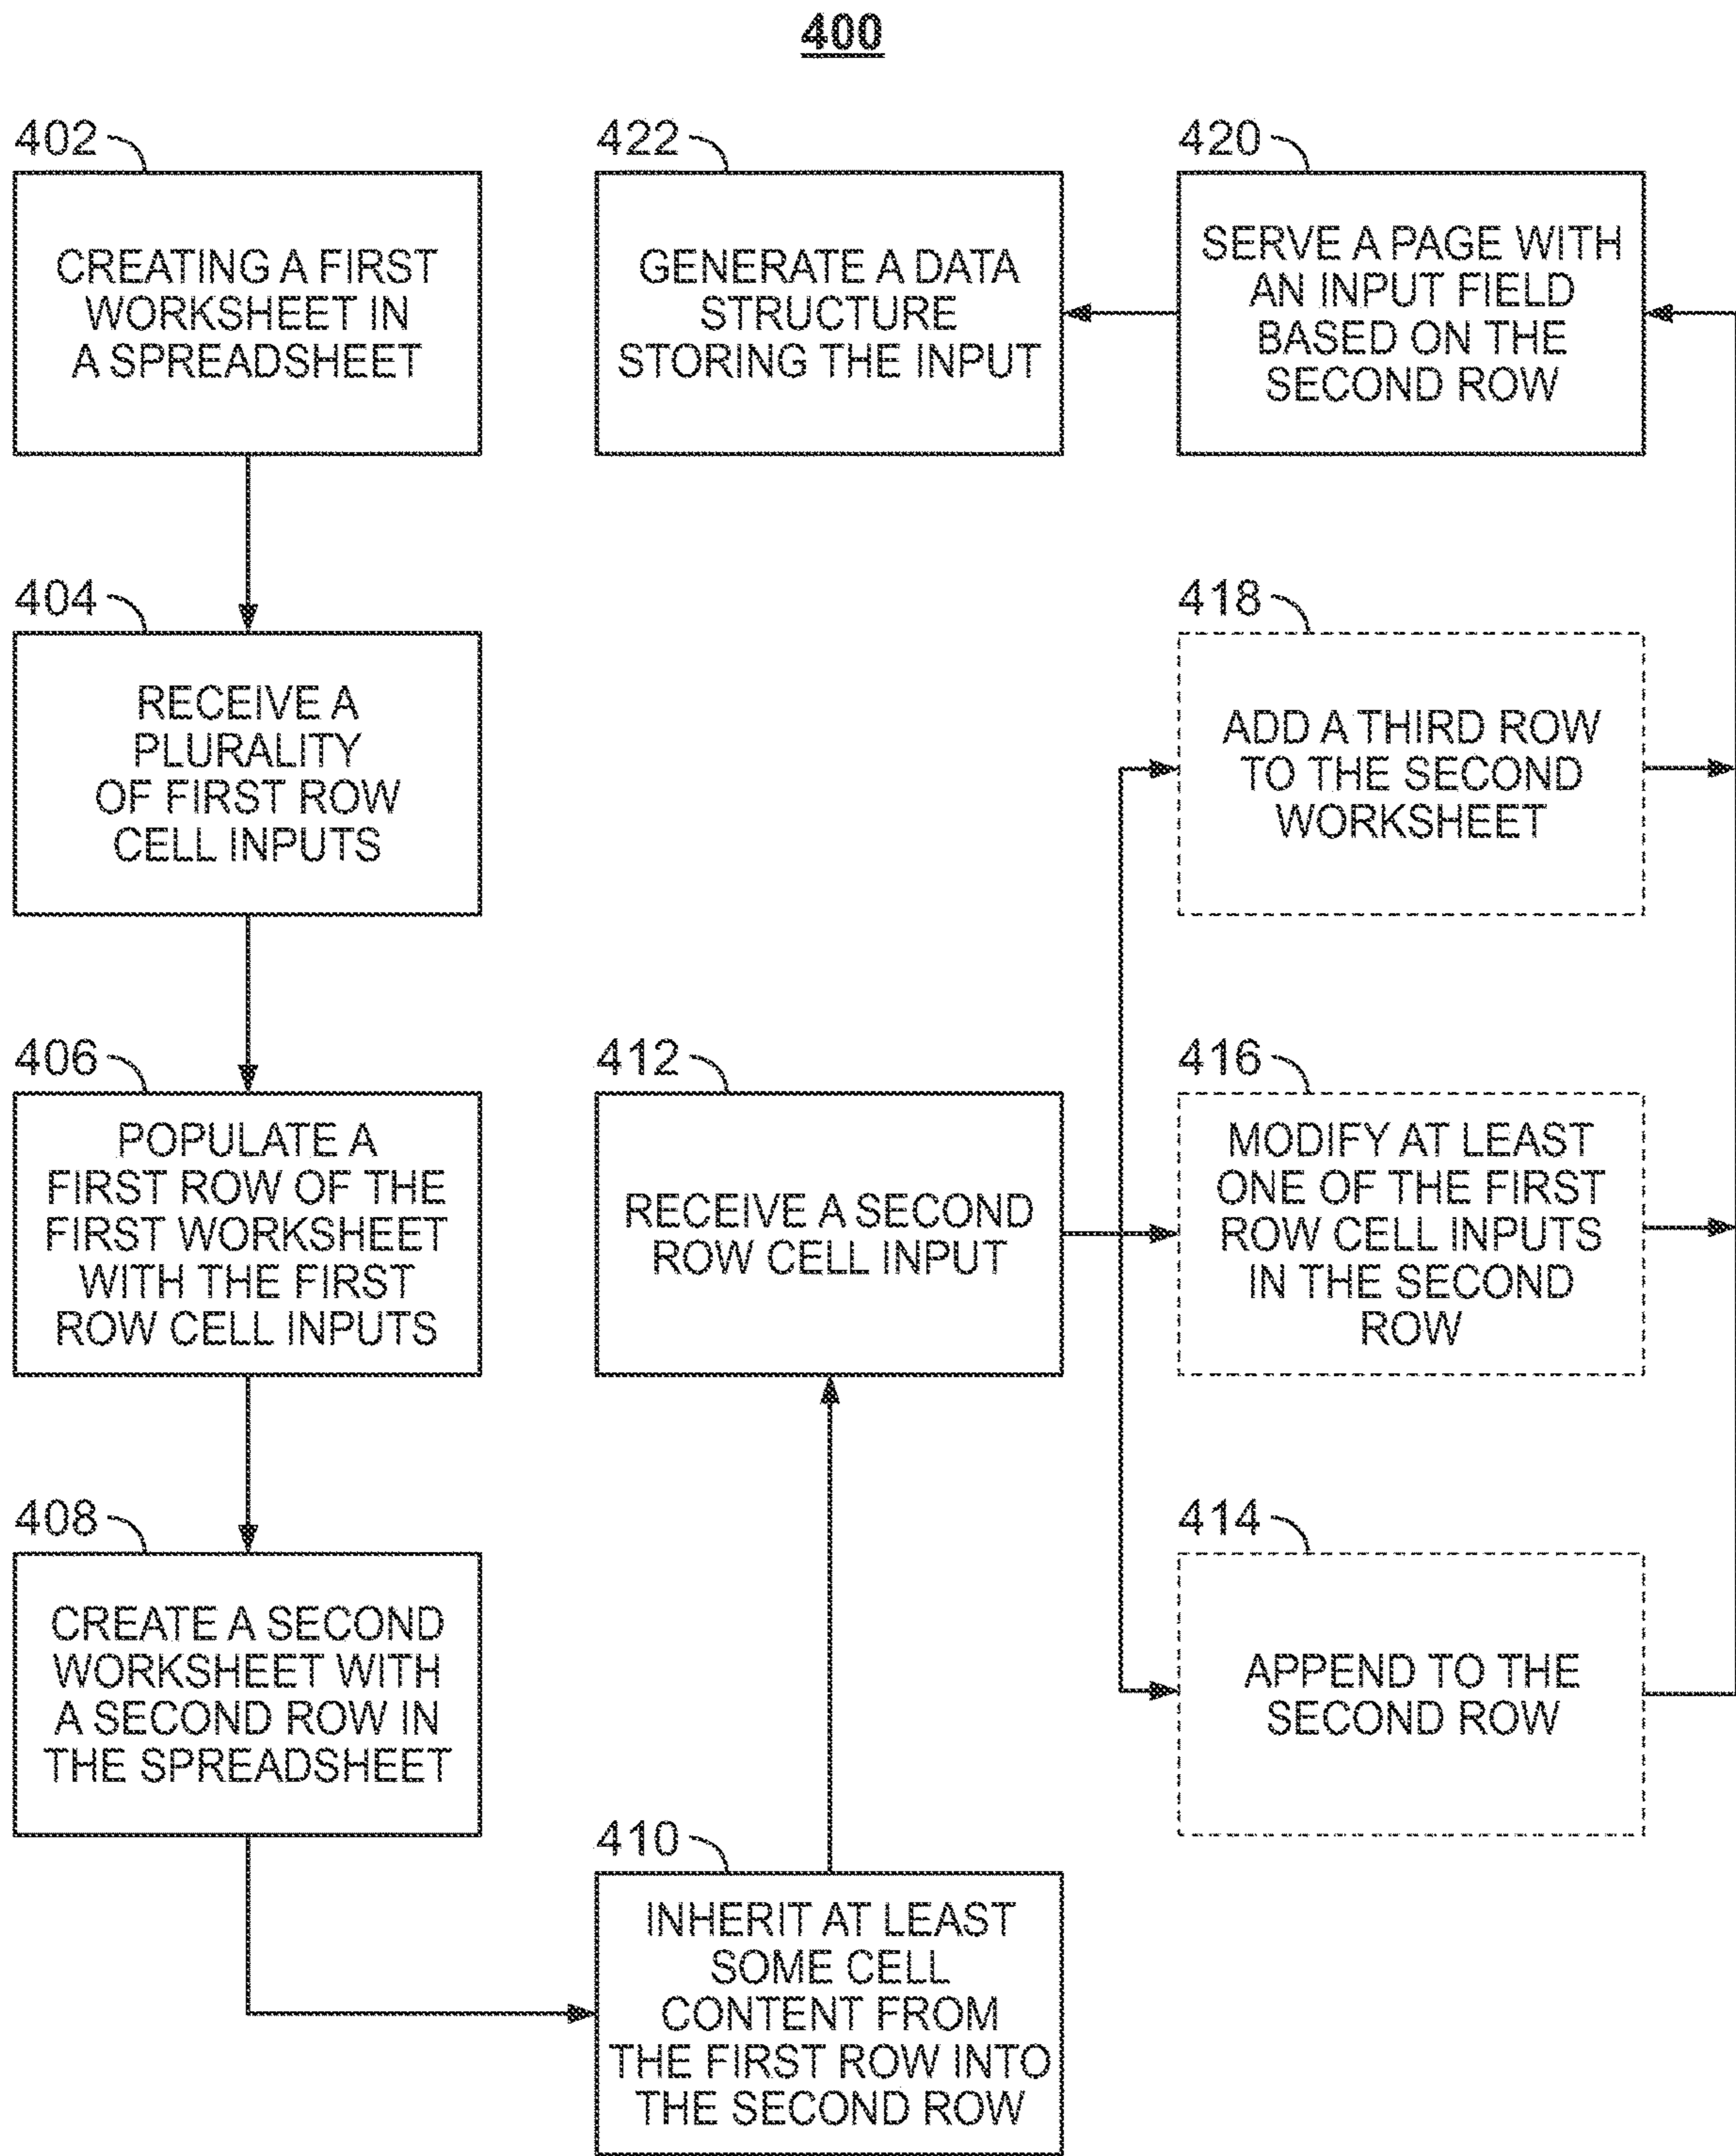 400
402
CREATING A FIRST
WORKSHEET IN
A SPREADSHEET
404
RECEIVE A
PLURALITY
OF FIRST ROW
CELL INPUTS
406
POPULATE A
FIRST ROW OF THE
FIRST WORKSHEET
WITH THE FIRST
ROW CELL INPUTS
408
CREATE A SECOND
WORKSHEET WITH
A SECOND ROW IN
THE SPREADSHEET
410
INHERIT AT LEAST
SOME CELL
CONTENT FROM
THE FIRST ROW INTO
THE SECOND ROW
412
RECEIVE A SECOND
ROW CELL INPUT
414
APPEND TO THE
SECOND ROW
416
MODIFY AT LEAST
ONE OF THE FIRST
ROW CELL INPUTS
IN THE SECOND
ROW
418
ADD A THIRD ROW
TO THE SECOND
WORKSHEET
420
SERVE A PAGE WITH
AN INPUT FIELD
BASED ON THE
SECOND ROW
422
GENERATE A DATA
STRUCTURE
STORING THE INPUT